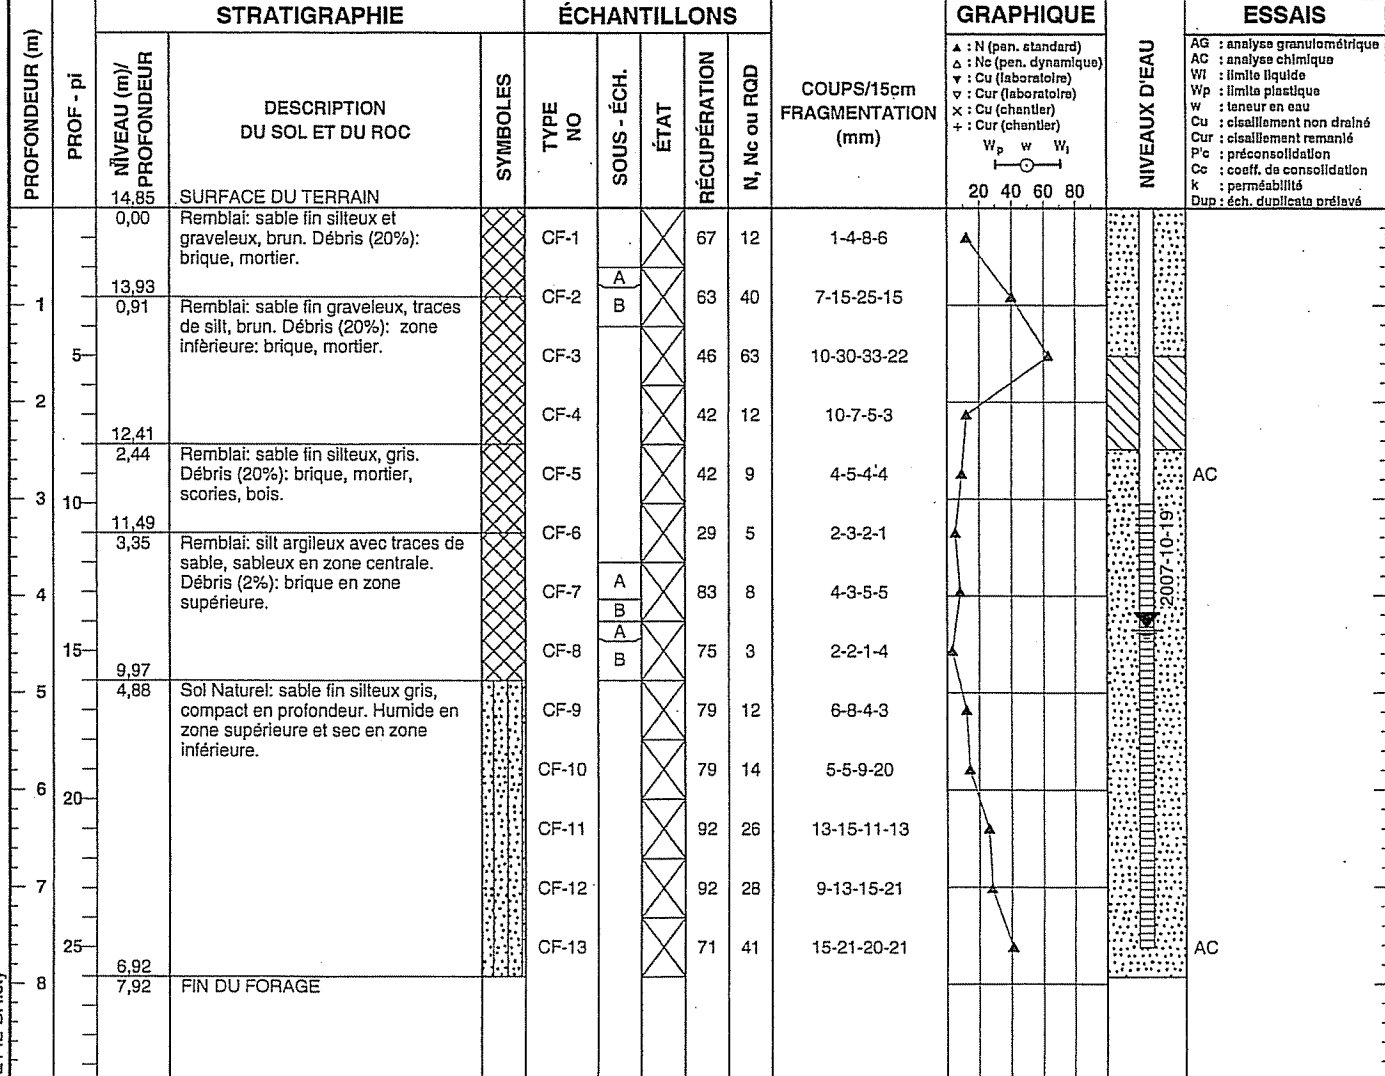 STRATIGRAPHIE
ÉCHANTILLONS
GRAPHIQUE
ESSAIS
PROFONDEUR (m)
PROF - pi
NIVEAU (m)/
PROFONDEUR
DESCRIPTION
DU SOL ET DU ROC
SYMBOLES
TYPE
NO
SOUS - ÉCH.
ÉTAT
RÉCUPÉRATION
N, Nc ou RQD
COUPS/15cm
FRAGMENTATION
(mm)
▲ : N (pen. standard)
△ : Nc (pen. dynamique)
▼ : Cu (laboratoire)
▽ : Cur (laboratoire)
× : Cu (chantier)
+ : Cur (chantier)
Wp w Wl
20 40 60 80
NIVEAUX D'EAU
AG : analyse granulométrique
AC : analyse chimique
Wl : limite liquide
Wp : limite plastique
w : teneur en eau
Cu : cisaillement non drainé
Cur : cisaillement remanié
P'c : préconsolidation
Cc : coeff. de consolidation
k : perméabilité
Dup : éch. duplicata prélevé
14,85 SURFACE DU TERRAIN
0,00 Remblai: sable fin silteux et
graveleux, brun. Débris (20%):
brique, mortier.
CF-1 67 12 1-4-8-6
13,93
A
CF-2 B 63 40 7-15-25-15
1
0,91 Remblai: sable fin graveleux, traces
de silt, brun. Débris (20%): zone
infèrieure: brique, mortier.
5
CF-3 46 63 10-30-33-22
2
CF-4 42 12 10-7-5-3
12,41
2,44 Remblai: sable fin silteux, gris.
Débris (20%): brique, mortier,
scories, bois.
CF-5 42 9 4-5-4-4 AC
3
10
11,49
CF-6 29 5 2-3-2-1
3,35 Remblai: silt argileux avec traces de
sable, sableux en zone centrale.
Débris (2%): brique en zone
supérieure.
2007-10-19
A
CF-7 83 8 4-3-5-5
4
B
A
15
CF-8 B 75 3 2-2-1-4
9,97
5
4,88 Sol Naturel: sable fin silteux gris,
compact en profondeur. Humide en
zone supérieure et sec en zone
inférieure.
CF-9 79 12 6-8-4-3
CF-10 79 14 5-5-9-20
6
20
CF-11 92 26 13-15-11-13
7
CF-12 92 28 9-13-15-21
25
CF-13 71 41 15-21-20-21 AC
6,92
8
7,92 FIN DU FORAGE